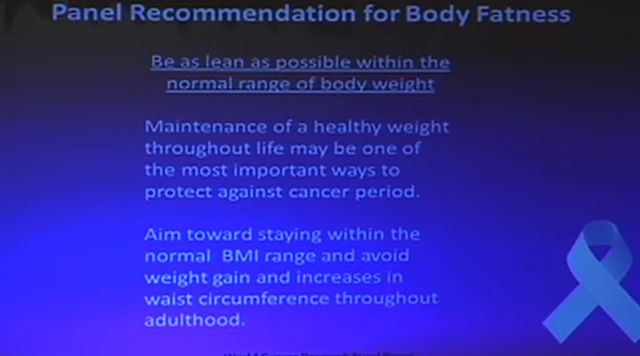 Panel Recommendation for Body Fatness
Be as lean as possible within the
normal range of body weight
Maintenance of a healthy weight
throughout life may be one of
the most important ways to
protect against cancer period.
Aim toward staying within the
normal BMI range and avoid
weight gain and increases in
waist circumference throughout
adulthood.